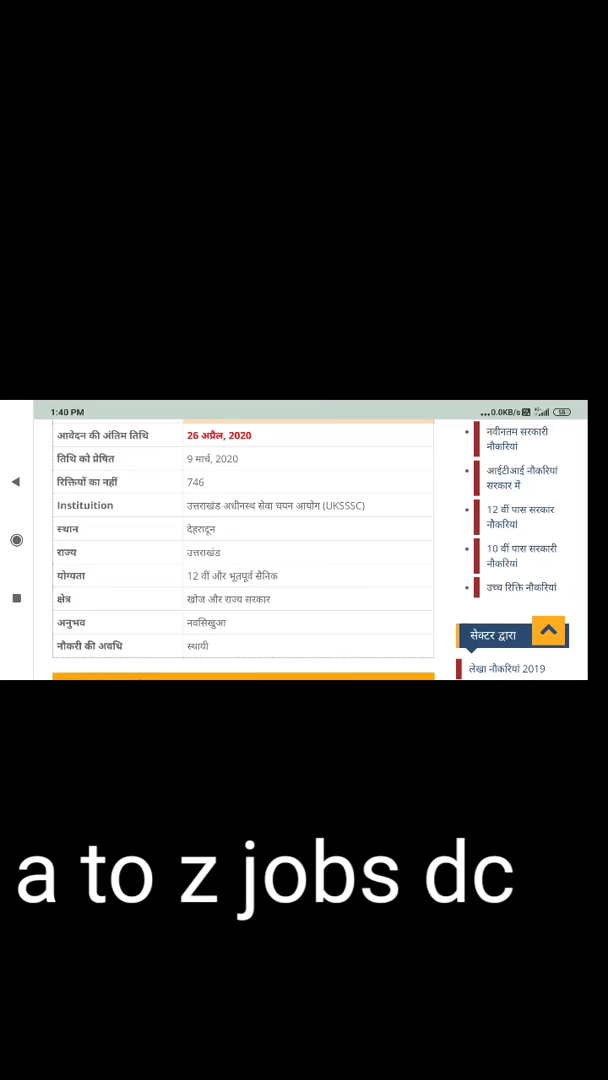 1:40 PM
...0.0KB/s 4G 55
आवेदन की अंतिम तिथि 26 अप्रैल, 2020
तिथि को प्रेषित 9 मार्च, 2020
रिक्तियों का नहीं 746
Instituition उत्तराखंड अधीनस्थ सेवा चयन आयोग (UKSSSC)
स्थान देहरादून
राज्य उत्तराखंड
योग्यता 12 वीं और भूतपूर्व सैनिक
क्षेत्र खोज और राज्य सरकार
अनुभव नवसिखुआ
नौकरी की अवधि स्थायी
नवीनतम सरकारी
नौकरियां
आईटीआई नौकरियां
सरकार में
12 वीं पास सरकार
नौकरियां
10 वीं पास सरकारी
नौकरियां
उच्च रिक्ति नौकरियां
सेक्टर द्वारा
लेखा नौकरियां 2019
a to z jobs dc